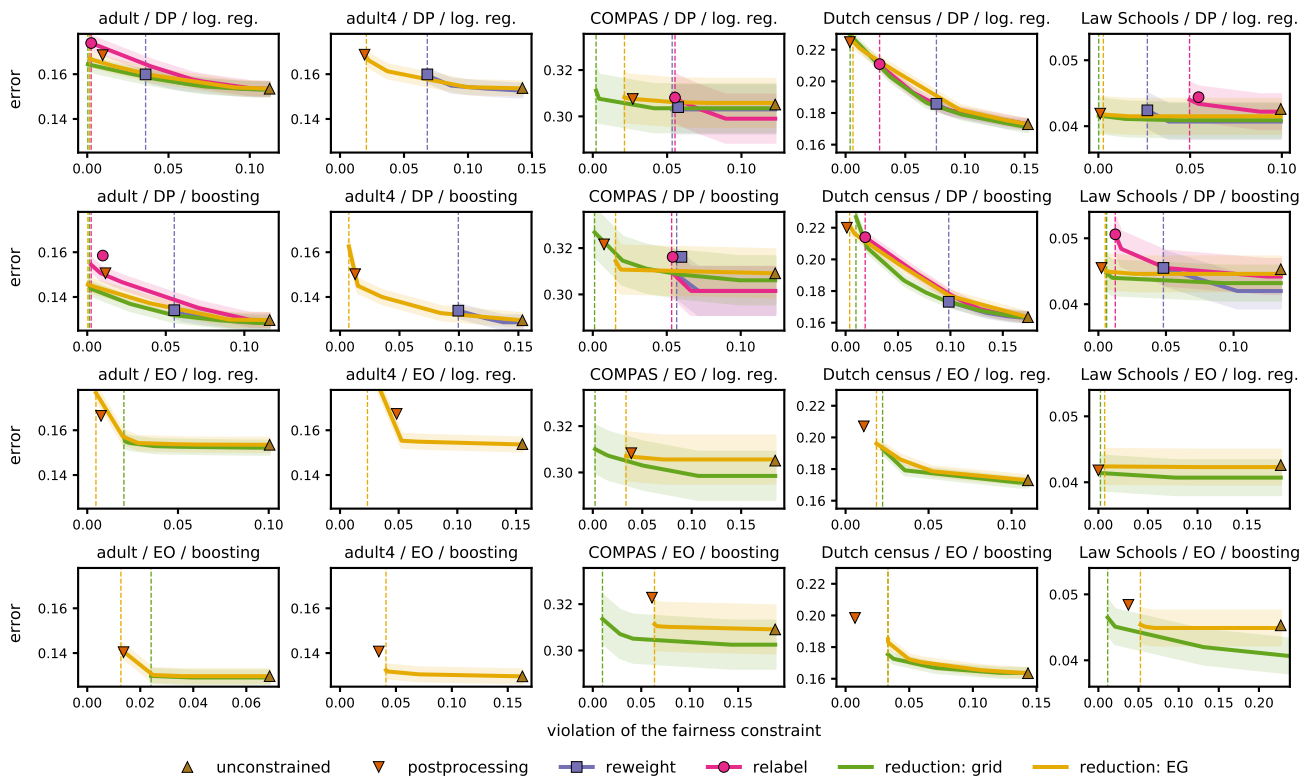 adult / DP / log. reg. adult4 / DP / log. reg. COMPAS / DP / log. reg. Dutch census / DP / log. reg. Law Schools / DP / log. reg.
error
0.16 0.14 0.16 0.14 0.32 0.30 0.22 0.20 0.18 0.16 0.05 0.04
0.00 0.05 0.10 0.00 0.05 0.10 0.15 0.00 0.05 0.10 0.00 0.05 0.10 0.15 0.00 0.05 0.10
adult / DP / boosting adult4 / DP / boosting COMPAS / DP / boosting Dutch census / DP / boosting Law Schools / DP / boosting
error
0.16 0.14 0.16 0.14 0.32 0.30 0.22 0.20 0.18 0.16 0.05 0.04
0.00 0.05 0.10 0.00 0.05 0.10 0.15 0.00 0.05 0.10 0.00 0.05 0.10 0.15 0.00 0.05 0.10
adult / EO / log. reg. adult4 / EO / log. reg. COMPAS / EO / log. reg. Dutch census / EO / log. reg. Law Schools / EO / log. reg.
error
0.16 0.14 0.16 0.14 0.32 0.30 0.22 0.20 0.18 0.16 0.05 0.04
0.00 0.05 0.10 0.00 0.05 0.10 0.15 0.00 0.05 0.10 0.15 0.00 0.05 0.10 0.00 0.05 0.10 0.15
adult / EO / boosting adult4 / EO / boosting COMPAS / EO / boosting Dutch census / EO / boosting Law Schools / EO / boosting
error
0.16 0.14 0.16 0.14 0.32 0.30 0.22 0.20 0.18 0.16 0.05 0.04
0.00 0.02 0.04 0.06 0.00 0.05 0.10 0.15 0.00 0.05 0.10 0.15 0.00 0.05 0.10 0.15 0.00 0.05 0.10 0.15 0.20
violation of the fairness constraint
unconstrained postprocessing reweight relabel reduction: grid reduction: EG